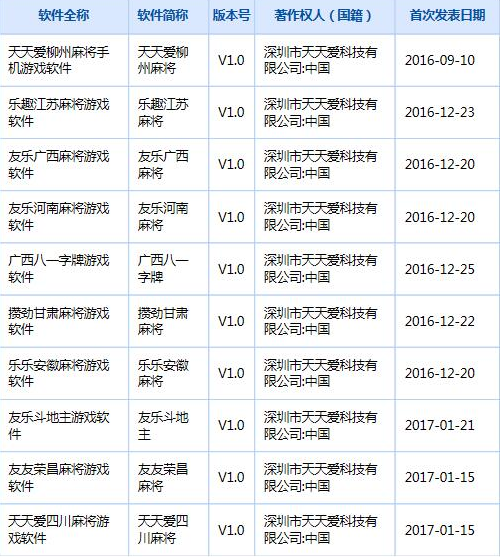 软件全称 软件简称 版本号 著作权人（国籍） 首次发表日期
天天爱柳州麻将手 天天爱柳 V1.0 深圳市天天爱科技有 2016-09-10
机游戏软件 州麻将 限公司:中国
乐趣江苏麻将游戏 乐趣江苏 V1.0 深圳市天天爱科技有 2016-12-23
软件 麻将 限公司:中国
友乐广西麻将游戏 友乐广西 V1.0 深圳市天天爱科技有 2016-12-20
软件 麻将 限公司:中国
友乐河南麻将游戏 友乐河南 V1.0 深圳市天天爱科技有 2016-12-20
软件 麻将 限公司:中国
广西八一字牌游戏 广西八一 V1.0 深圳市天天爱科技有 2016-12-25
软件 字牌 限公司:中国
攒劲甘肃麻将游戏 攒劲甘肃 V1.0 深圳市天天爱科技有 2016-12-22
软件 麻将 限公司:中国
乐乐安徽麻将游戏 乐乐安徽 V1.0 深圳市天天爱科技有 2016-12-20
软件 麻将 限公司:中国
友乐斗地主游戏软 友乐斗地 V1.0 深圳市天天爱科技有 2017-01-21
件 主 限公司:中国
友友荣昌麻将游戏 友友荣昌 V1.0 深圳市天天爱科技有 2017-01-15
软件 麻将 限公司:中国
天天爱四川麻将游 天天爱四 V1.0 深圳市天天爱科技有 2017-01-15
戏软件 川麻将 限公司:中国